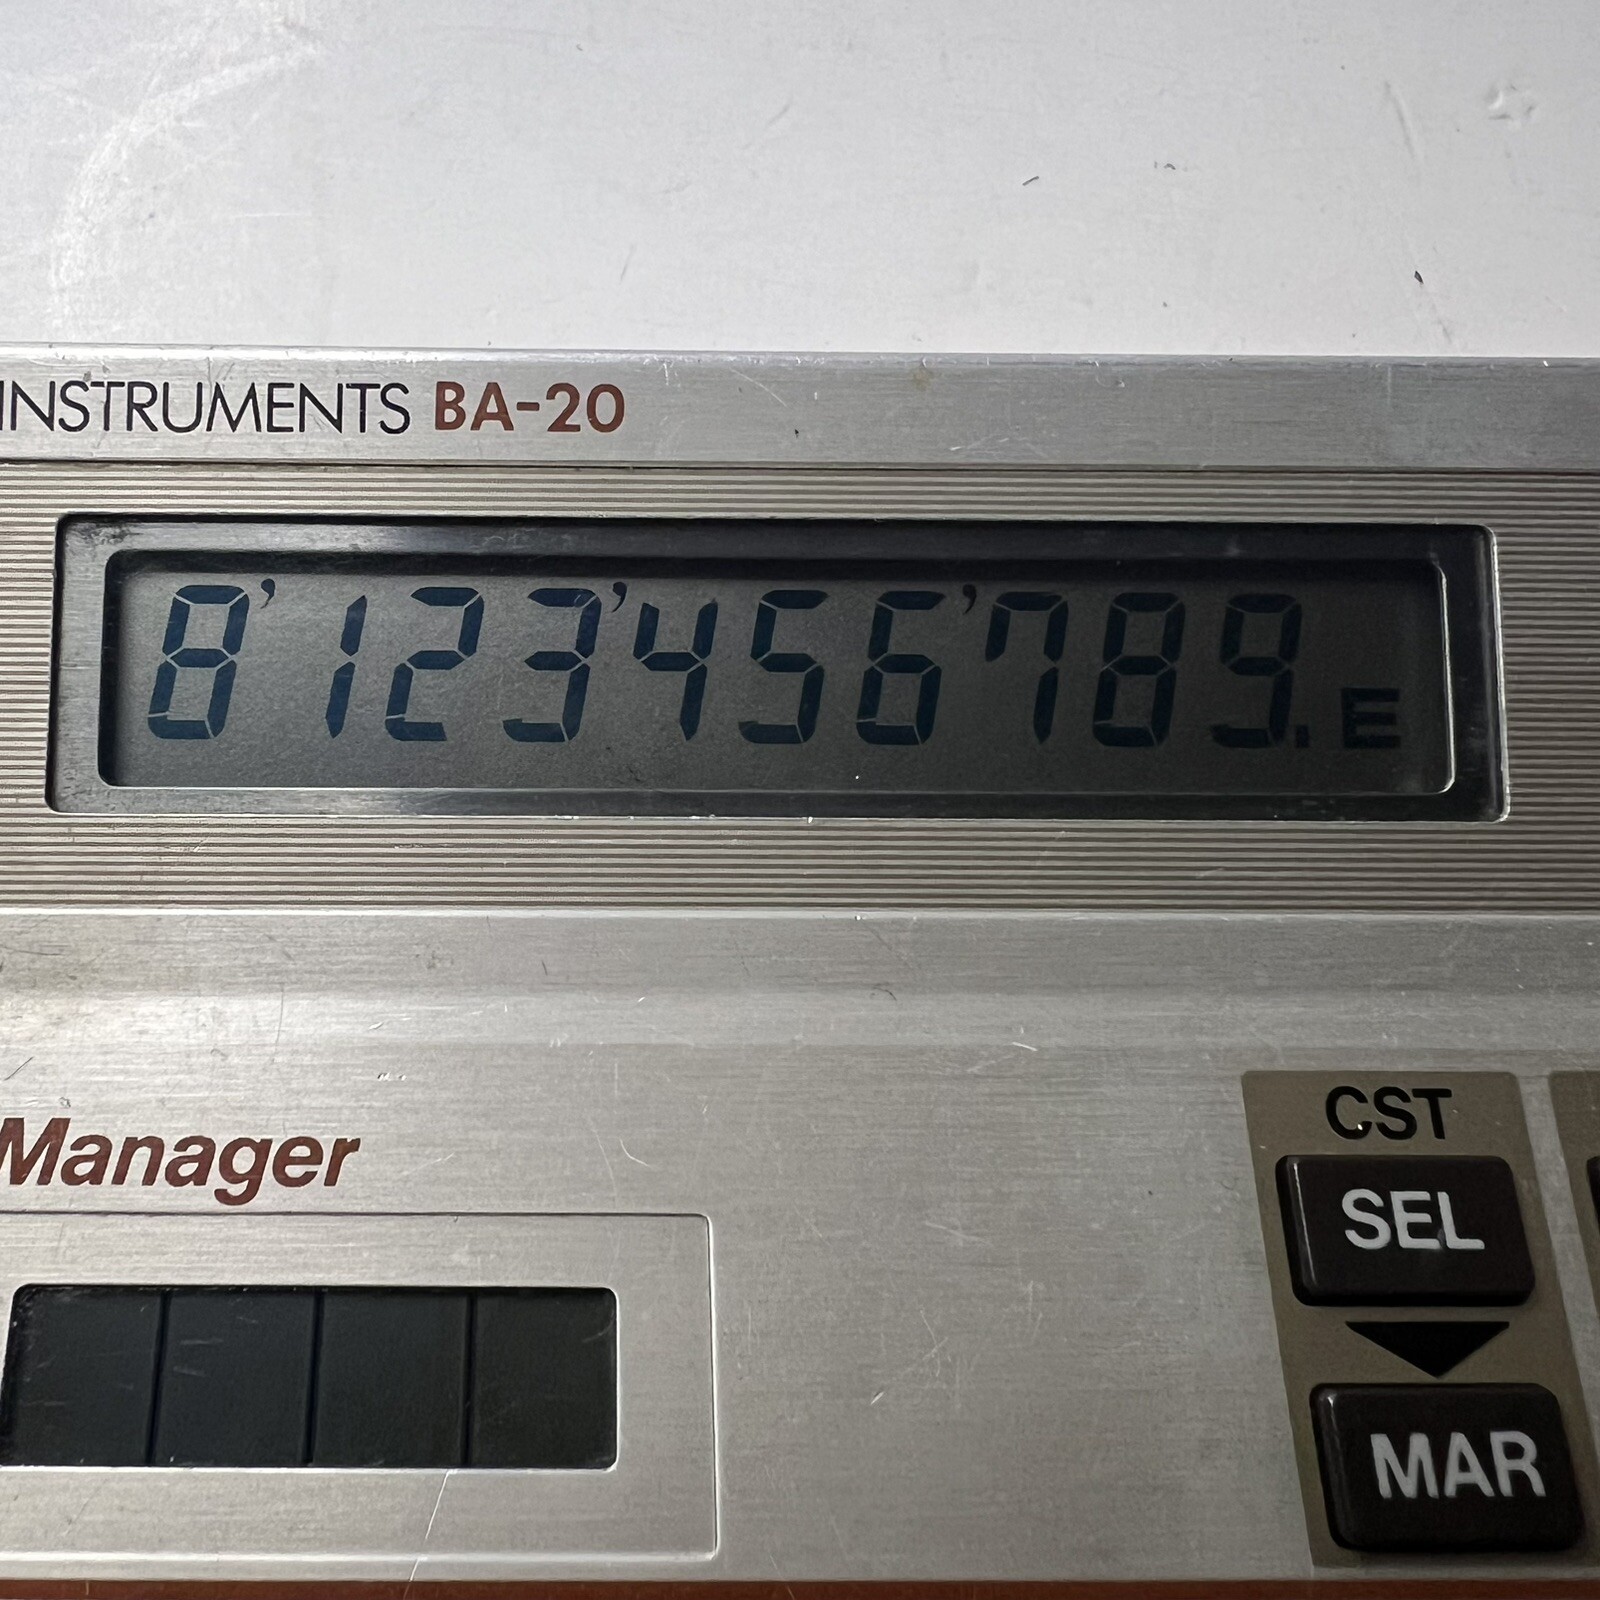 INSTRUMENTS BA-20
8'123'456'789. E
Manager
CST
SEL
MAR